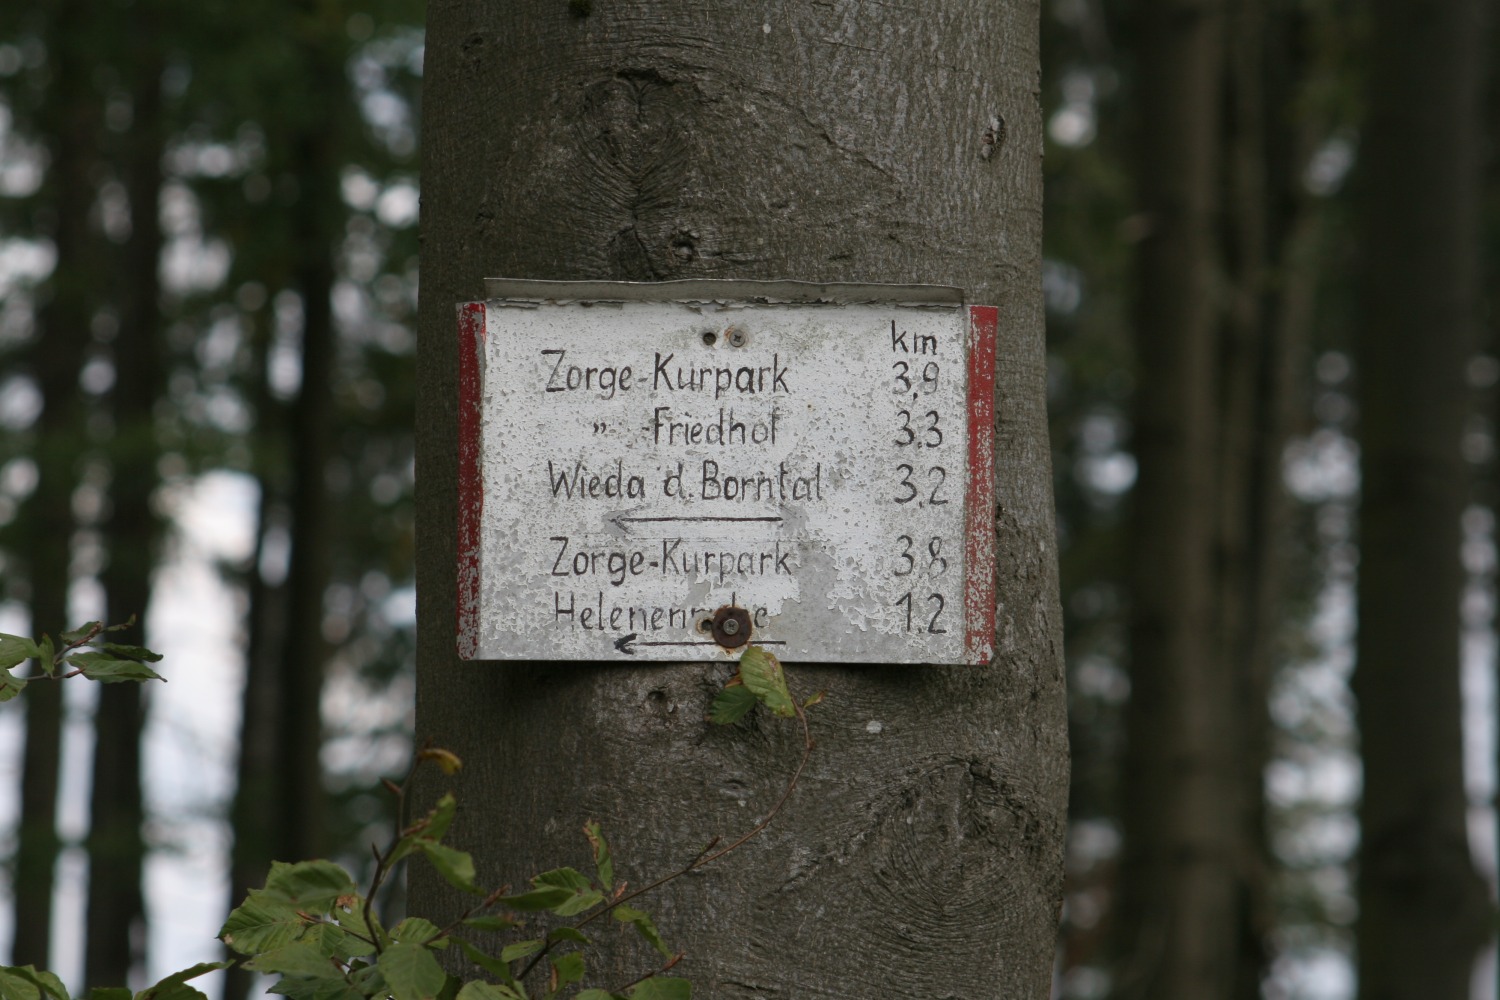 km
Zorge-Kurpark 3,9
" -Friedhof 3,3
Wieda d. Borntal 3,2
Zorge-Kurpark 3,8
1,2